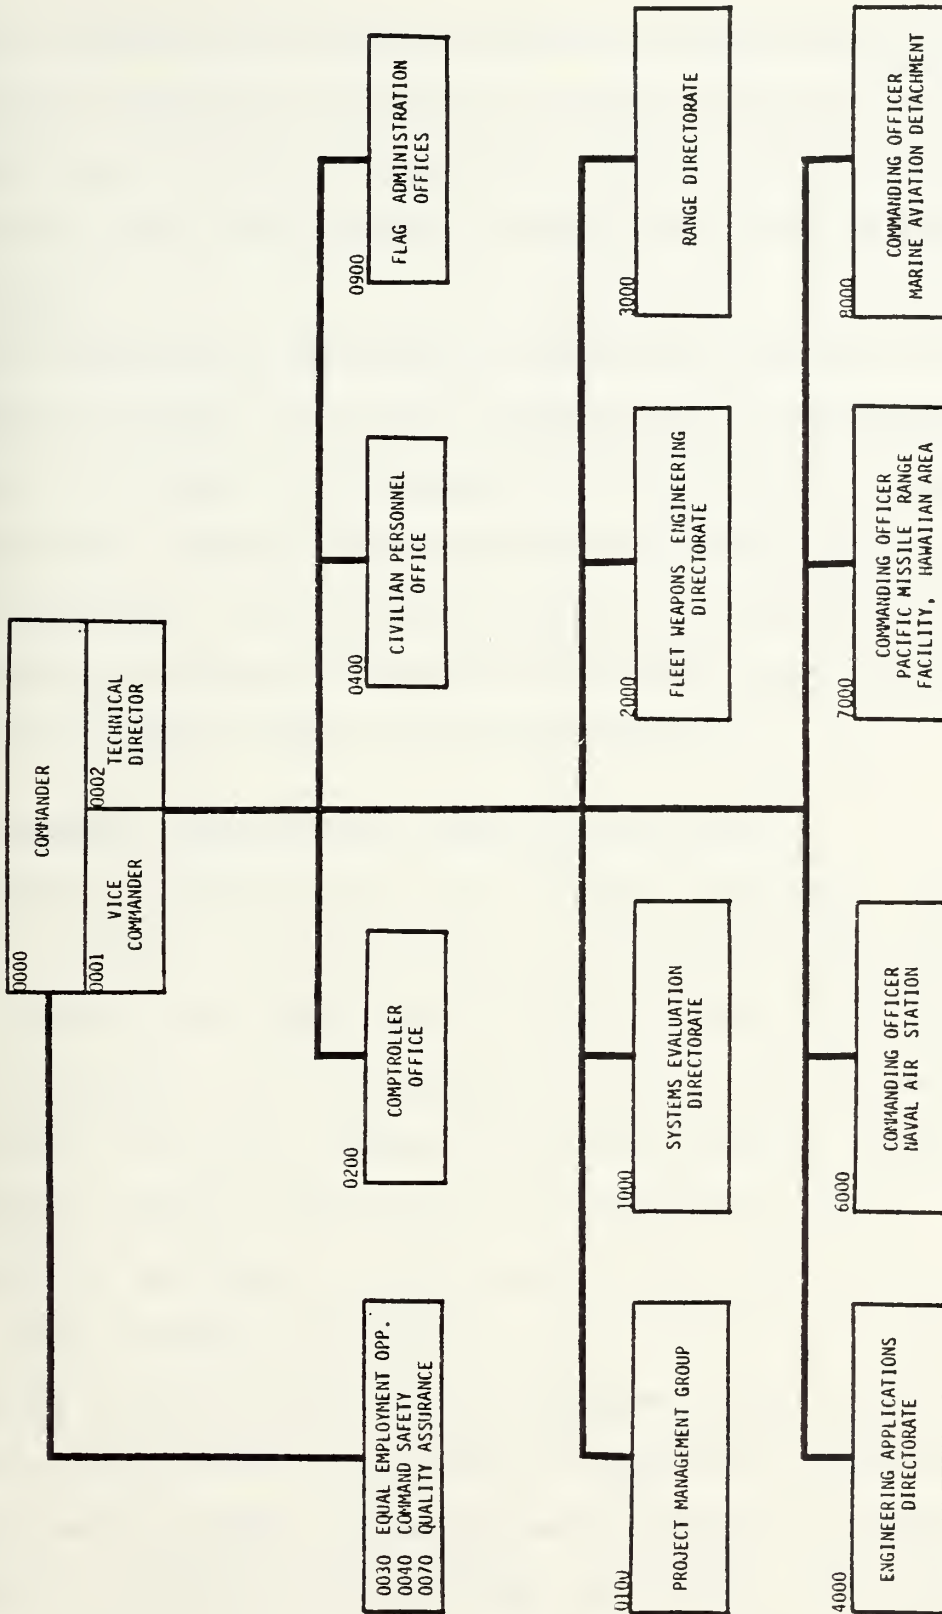 0000
COMMANDER
0001
VICE
COMMANDER
0002
TECHNICAL
DIRECTOR
0030 EQUAL EMPLOYMENT OPP.
0040 COMMAND SAFETY
0070 QUALITY ASSURANCE
0200
COMPTROLLER
OFFICE
0400
CIVILIAN PERSONNEL
OFFICE
0900
FLAG ADMINISTRATION
OFFICES
0100
PROJECT MANAGEMENT GROUP
1000
SYSTEMS EVALUATION
DIRECTORATE
2000
FLEET WEAPONS ENGINEERING
DIRECTORATE
3000
RANGE DIRECTORATE
4000
ENGINEERING APPLICATIONS
DIRECTORATE
6000
COMMANDING OFFICER
NAVAL AIR STATION
7000
COMMANDING OFFICER
PACIFIC MISSILE RANGE
FACILITY, HAWAIIAN AREA
8000
COMMANDING OFFICER
MARINE AVIATION DETACHMENT